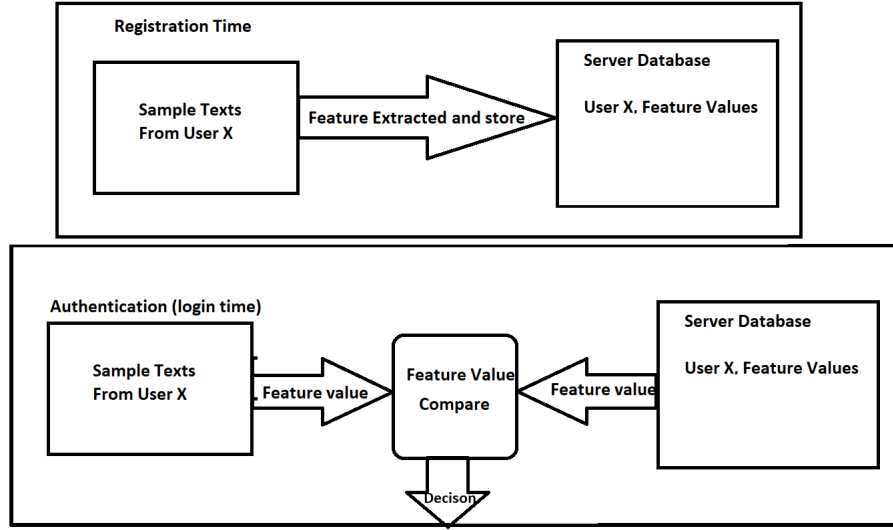 Registration Time
Sample Texts
From User X
Feature Extracted and store
Server Database
User X, Feature Values
Authentication (login time)
Sample Texts
From User X
Feature value
Feature Value
Compare
Feature value
Server Database
User X, Feature Values
Decison